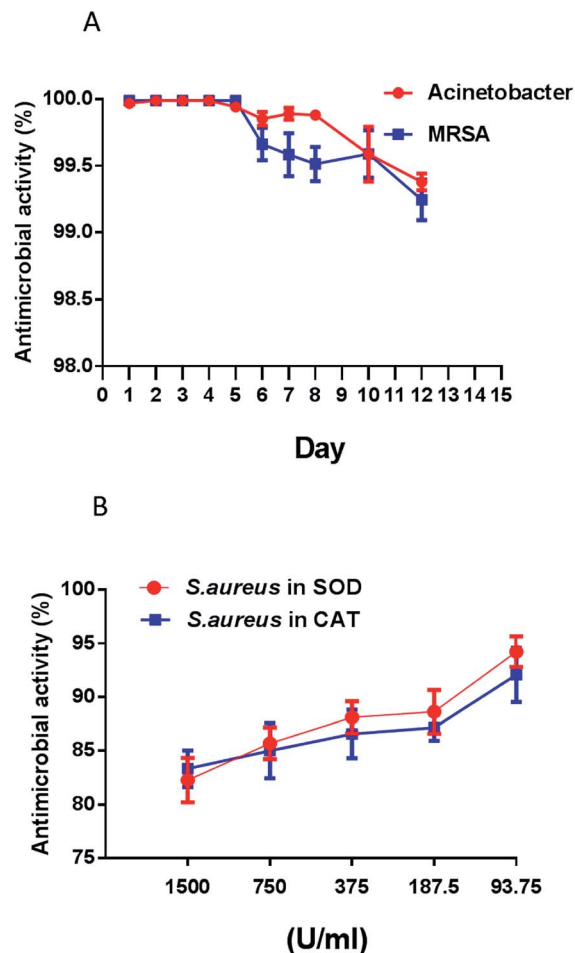 A
Antimicrobial activity (%)
100.0
99.5
99.0
98.5
98.0
Acinetobacter
MRSA
0 1 2 3 4 5 6 7 8 9 10 11 12 13 14 15
Day
B
Antimicrobial activity (%)
100
95
90
85
80
75
S.aureus in SOD
S.aureus in CAT
1500 750 375 187.5 93.75
(U/ml)